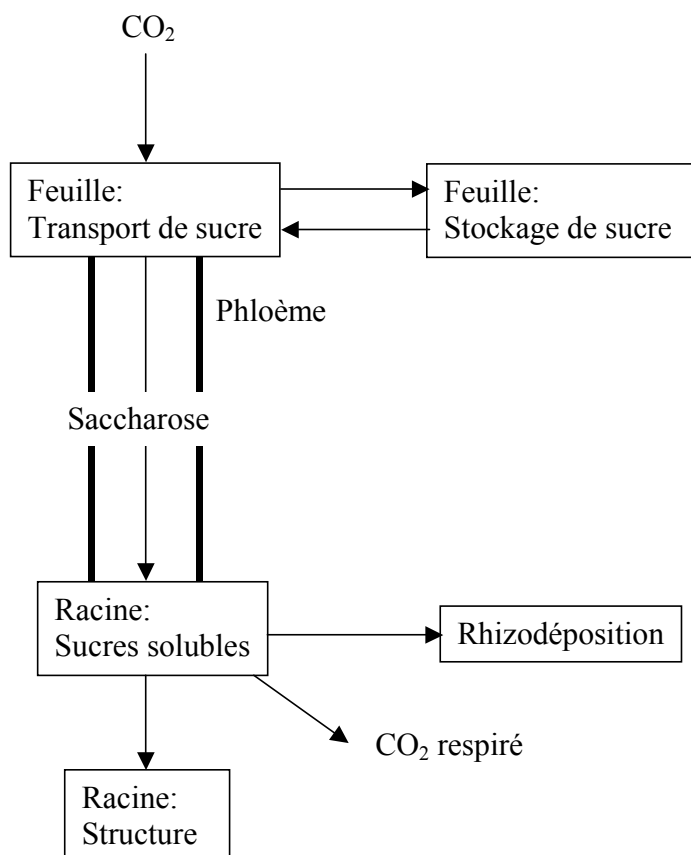 CO₂
Feuille:
Transport de sucre
Feuille:
Stockage de sucre
Phloème
Saccharose
Racine:
Sucres solubles
Rhizodéposition
CO₂ respiré
Racine:
Structure